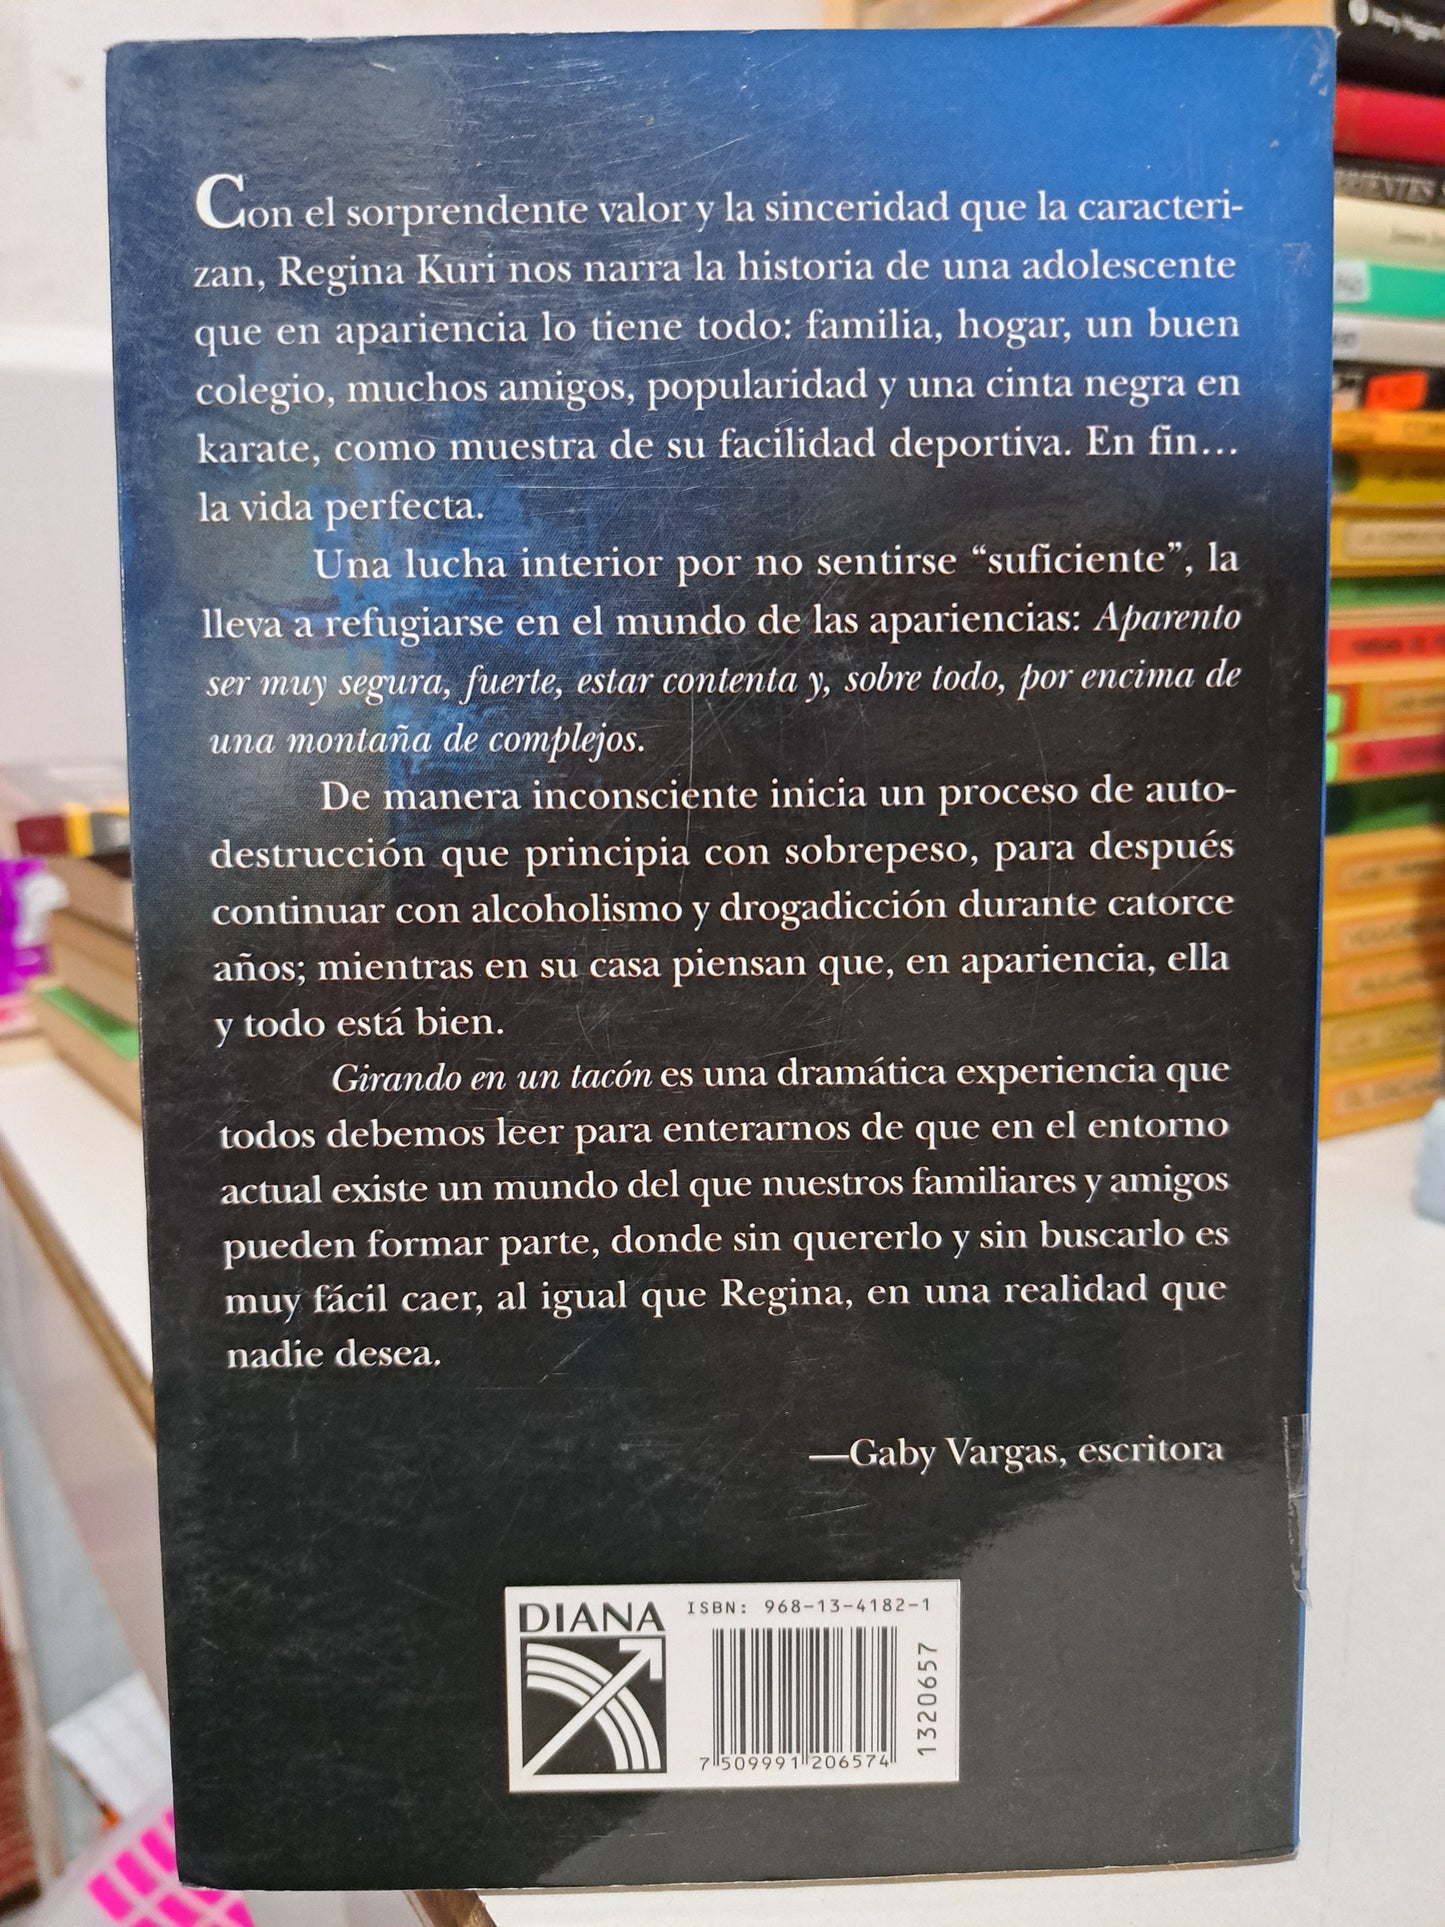 Con el sorprendente valor y la sinceridad que la caracteri-
zan, Regina Kuri nos narra la historia de una adolescente
que en apariencia lo tiene todo: familia, hogar, un buen
colegio, muchos amigos, popularidad y una cinta negra en
karate, como muestra de su facilidad deportiva. En fin...
la vida perfecta.
Una lucha interior por no sentirse “suficiente”, la
lleva a refugiarse en el mundo de las apariencias: Aparento
ser muy segura, fuerte, estar contenta y, sobre todo, por encima de
una montaña de complejos.
De manera inconsciente inicia un proceso de auto-
destrucción que principia con sobrepeso, para después
continuar con alcoholismo y drogadicción durante catorce
años; mientras en su casa piensan que, en apariencia, ella
y todo está bien.
Girando en un tacón es una dramática experiencia que
todos debemos leer para enterarnos de que en el entorno
actual existe un mundo del que nuestros familiares y amigos
pueden formar parte, donde sin quererlo y sin buscarlo es
muy fácil caer, al igual que Regina, en una realidad que
nadie desea.
—Gaby Vargas, escritora
DIANA
ISBN: 968-13-4182-1
7 509991 206574
1320657